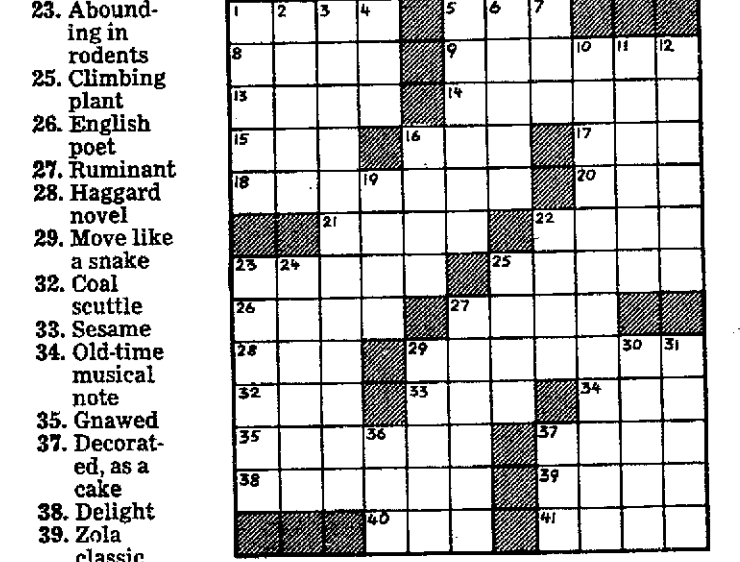 23. Abound-
ing in
rodents
25. Climbing
plant
26. English
poet
27. Ruminant
28. Haggard
novel
29. Move like
a snake
32. Coal
scuttle
33. Sesame
34. Old-time
musical
note
35. Gnawed
37. Decorat-
ed, as a
cake
38. Delight
39. Zola
classic
1 2 3 4 5 6 7
8 9 10 11 12
13 14
15 16 17
18 19 20
21 22
23 24 25
26 27
28 29 30 31
32 33 34
35 36 37
38 39
40 41